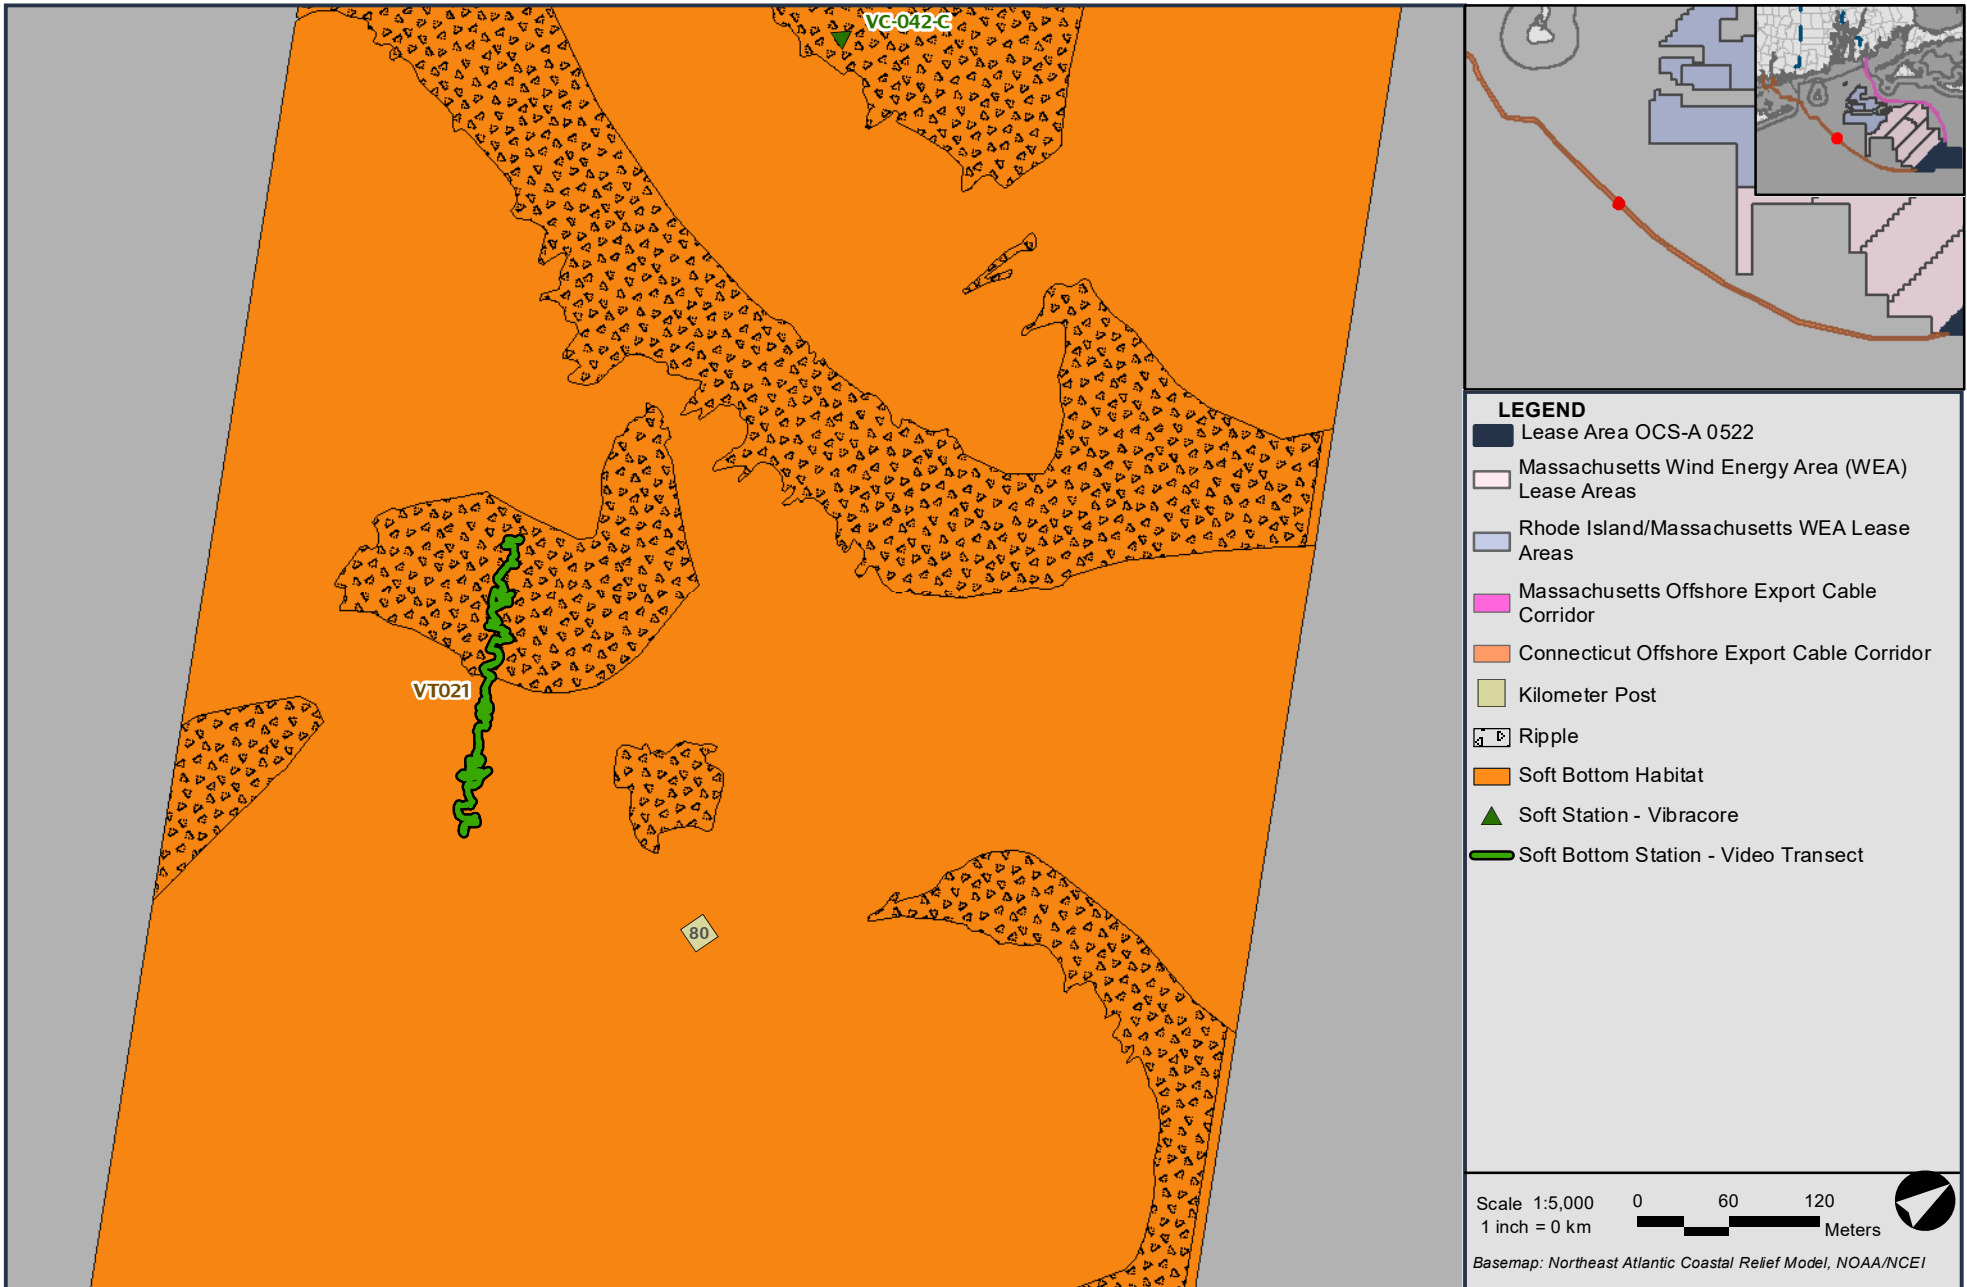 VC-042-C
VT021
80
LEGEND
Lease Area OCS-A 0522
Massachusetts Wind Energy Area (WEA)
Lease Areas
Rhode Island/Massachusetts WEA Lease
Areas
Massachusetts Offshore Export Cable
Corridor
Connecticut Offshore Export Cable Corridor
Kilometer Post
Ripple
Soft Bottom Habitat
Soft Station - Vibracore
Soft Bottom Station - Video Transect
Scale 1:5,000
1 inch = 0 km
0 60 120
Meters
Basemap: Northeast Atlantic Coastal Relief Model, NOAA/NCEI